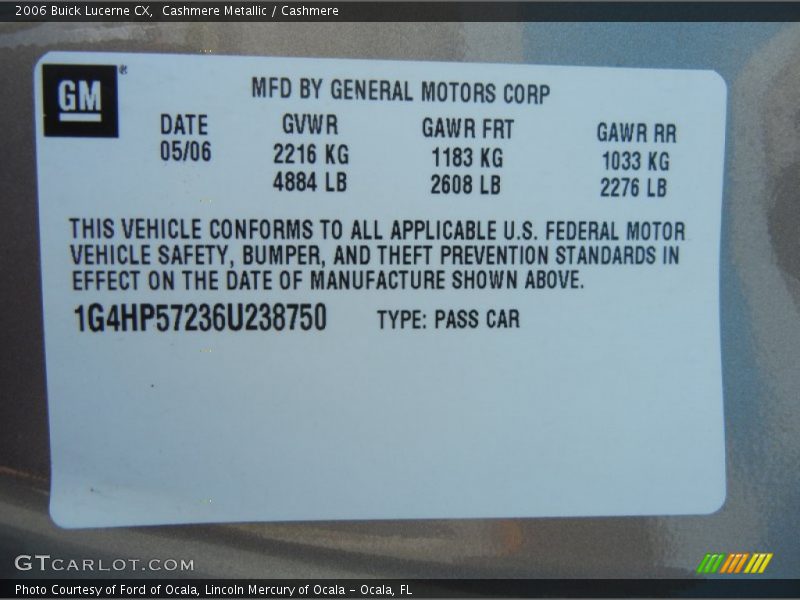 2006 Buick Lucerne CX, Cashmere Metallic / Cashmere
GM
MFD BY GENERAL MOTORS CORP
DATE GVWR GAWR FRT GAWR RR
05/06 2216 KG 1183 KG 1033 KG
4884 LB 2608 LB 2276 LB
THIS VEHICLE CONFORMS TO ALL APPLICABLE U.S. FEDERAL MOTOR
VEHICLE SAFETY, BUMPER, AND THEFT PREVENTION STANDARDS IN
EFFECT ON THE DATE OF MANUFACTURE SHOWN ABOVE.
1G4HP57236U238750 TYPE: PASS CAR
GTCARLOT.COM
Photo Courtesy of Ford of Ocala, Lincoln Mercury of Ocala - Ocala, FL